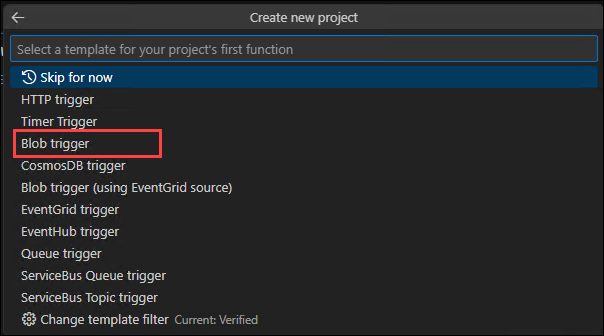 Create new project
Select a template for your project's first function
Skip for now
HTTP trigger
Timer Trigger
Blob trigger
CosmosDB trigger
Blob trigger (using EventGrid source)
EventGrid trigger
EventHub trigger
Queue trigger
ServiceBus Queue trigger
ServiceBus Topic trigger
Change template filter Current: Verified